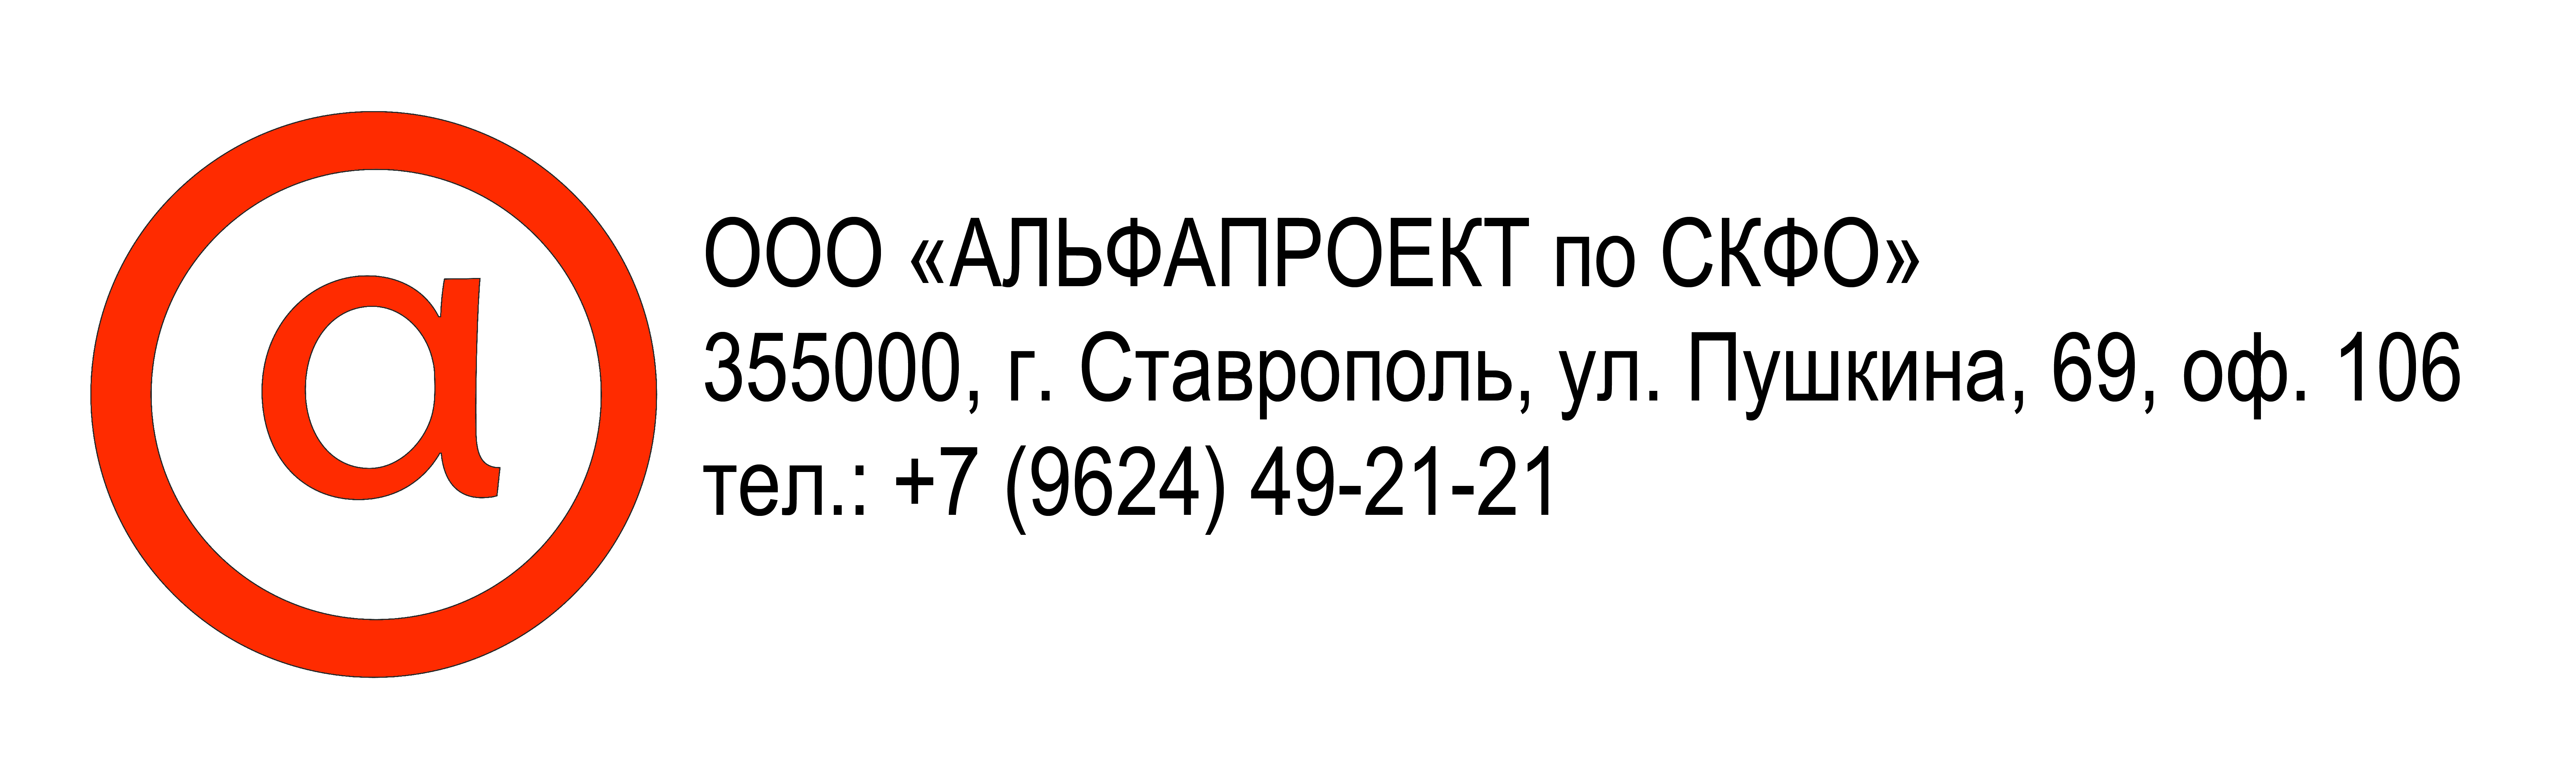 α
ООО «АЛЬФАПРОЕКТ по СКФО»
355000, г. Ставрополь, ул. Пушкина, 69, оф. 106
тел.: +7 (9624) 49-21-21